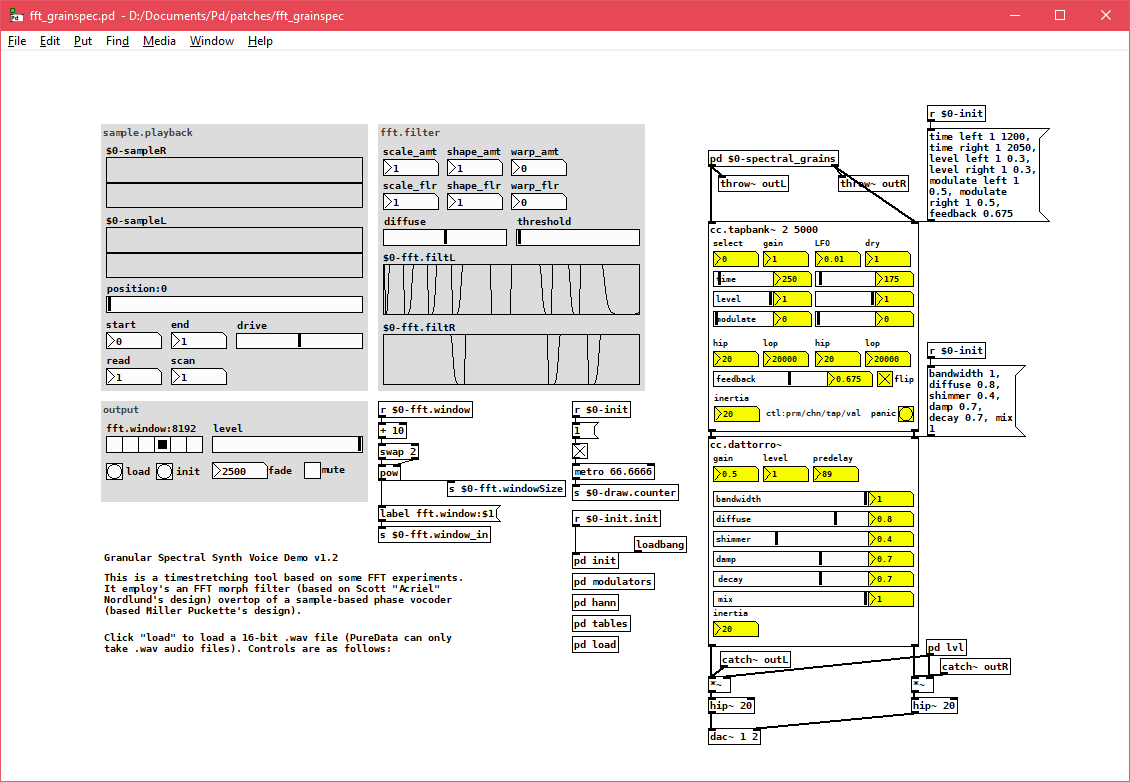 fft_grainspec.pd - D:/Documents/Pd/patches/fft_grainspec
File Edit Put Find Media Window Help
sample.playback
$0-sampleR
$0-sampleL
position:0
start end drive
0 1
read scan
1 1
fft.filter
scale_amt shape_amt warp_amt
1 1 0
scale_flr shape_flr warp_flr
1 1 0
diffuse threshold
$0-fft.filtL
$0-fft.filtR
output
fft.window:8192 level
load init 2500 fade mute
r $0-fft.window
+ 10
swap 2
pow
s $0-fft.windowSize
label fft.window:$1
s $0-fft.window_in
r $0-init
1
metro 66.6666
s $0-draw.counter
r $0-init.init
loadbang
pd init
pd modulators
pd hann
pd tables
pd load
Granular Spectral Synth Voice Demo v1.2
This is a timestretching tool based on some FFT experiments.
It employ's an FFT morph filter (based on Scott "Acriel"
Nordlund's design) overtop of a sample-based phase vocoder
(based Miller Puckette's design).
Click "load" to load a 16-bit .wav file (PureData can only
take .wav audio files). Controls are as follows:
pd $0-spectral_grains
throw~ outL throw~ outR
cc.tapbank~ 2 5000
select gain LFO dry
0 1 0.01 1
time 250 175
level 1 1
modulate 0 0
hip lop hip lop
20 20000 20 20000
feedback 0.675 flip
inertia
20 ctl:prm/chn/tap/val panic
cc.dattorro~
gain level predelay
0.5 1 89
bandwidth 1
diffuse 0.8
shimmer 0.4
damp 0.7
decay 0.7
mix 1
inertia
20
r $0-init
time left 1 1200,
time right 1 2050,
level left 1 0.3,
level right 1 0.3,
modulate left 1
0.5, modulate
right 1 0.5,
feedback 0.675
r $0-init
bandwidth 1,
diffuse 0.8,
shimmer 0.4,
damp 0.7,
decay 0.7, mix
1
pd lvl
catch~ outL catch~ outR
*~ *~
hip~ 20 hip~ 20
dac~ 1 2